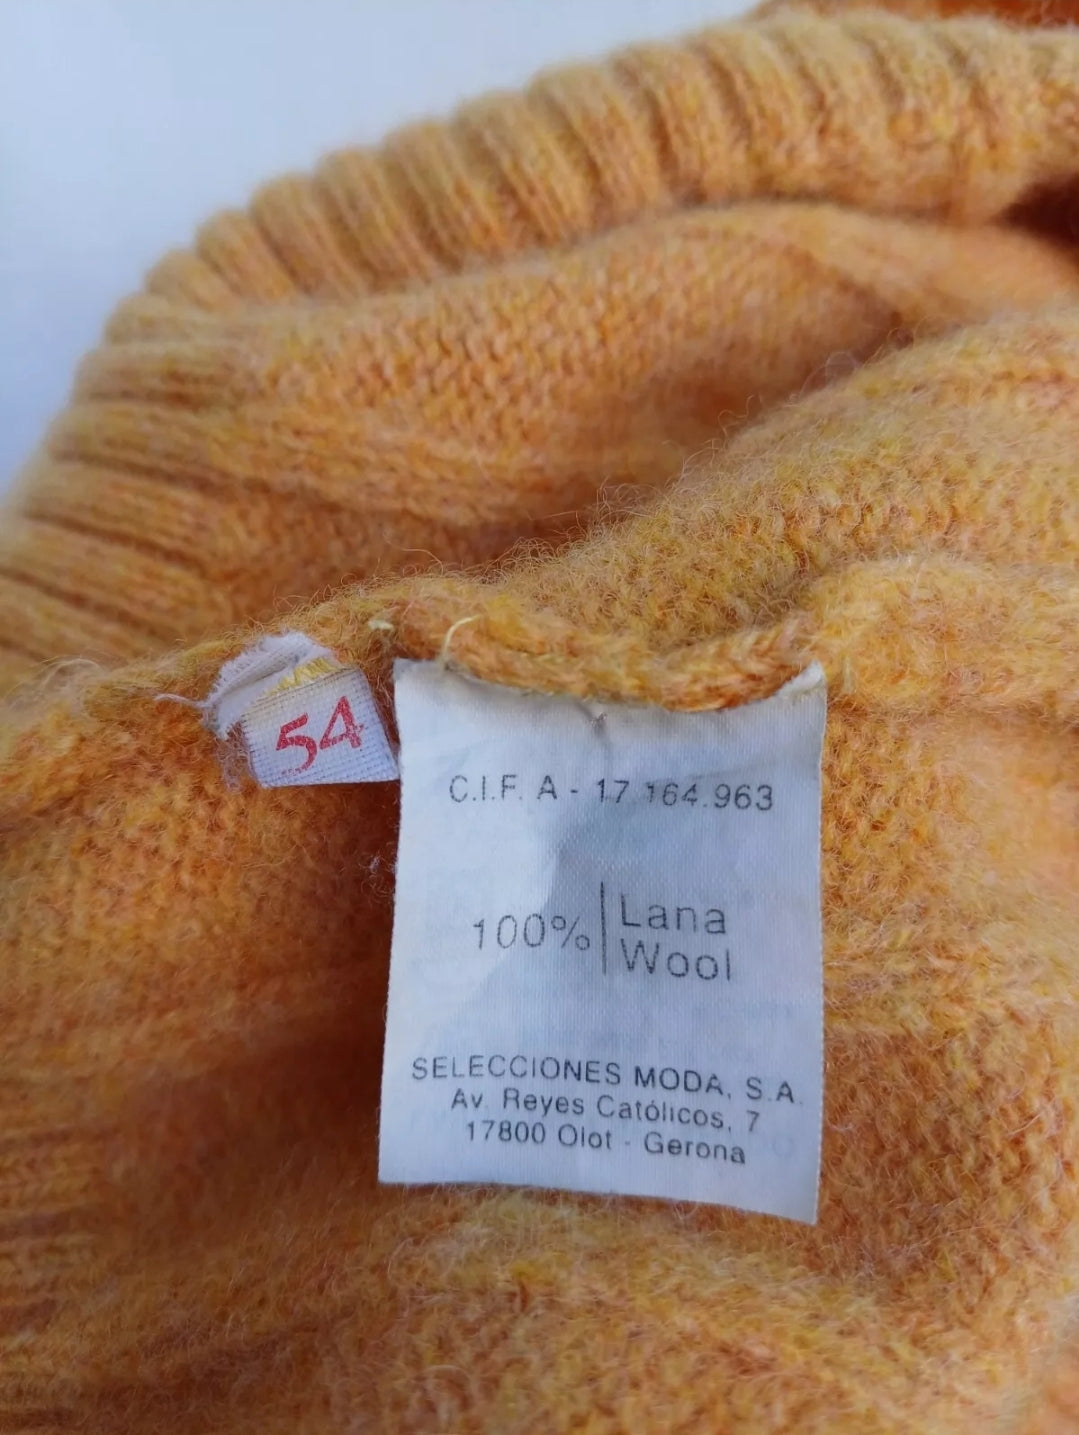 54
C.I.F. A - 17 164.963
100% | Lana
Wool
SELECCIONES MODA, S.A.
Av. Reyes Católicos, 7
17800 Olot - Gerona